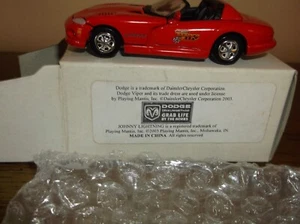 Dodge is a trademark of DaimlerChrysler Corporation
Dodge Viper and its trade dress are used under license
by Playing Mantis, Inc. ©DaimlerChrysler Corporation 2003.
DODGE
GRAB LIFE
BY THE HORNS
JOHNNY LIGHTNING is a registered trademark of
Playing Mantis, Inc. ©2003 Playing Mantis, Inc., Mishawaka, IN
MADE IN CHINA All rights reserved.